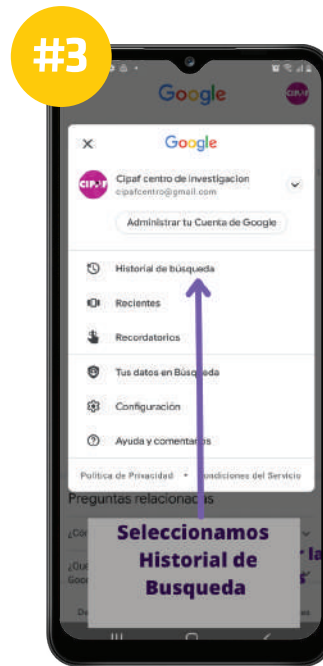 #3
Google
CIPAF
Google
CIPAF
Cipaf centro de investigacion
cipafcentro@gmail.com
Administrar tu Cuenta de Google
Historial de búsqueda
Recientes
Recordatorios
Tus datos en Búsqueda
Configuración
Ayuda y comentarios
Política de Privacidad • Condiciones del Servicio
Preguntas relacionadas
Seleccionamos
Historial de
Busqueda